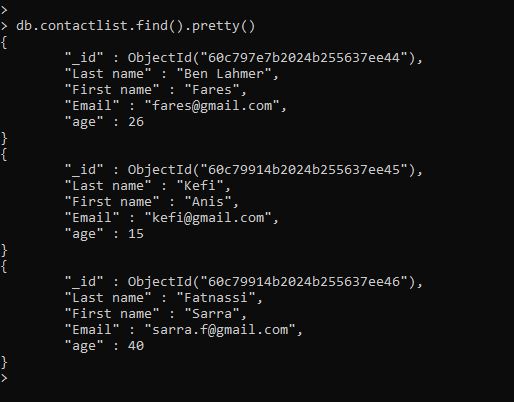 >
> db.contactlist.find().pretty()
{
"_id" : ObjectId("60c797e7b2024b255637ee44"),
"Last name" : "Ben Lahmer",
"First name" : "Fares",
"Email" : "fares@gmail.com",
"age" : 26
}
{
"_id" : ObjectId("60c79914b2024b255637ee45"),
"Last name" : "Kefi",
"First name" : "Anis",
"Email" : "kefi@gmail.com",
"age" : 15
}
{
"_id" : ObjectId("60c79914b2024b255637ee46"),
"Last name" : "Fatnassi",
"First name" : "Sarra",
"Email" : "sarra.f@gmail.com",
"age" : 40
}
>